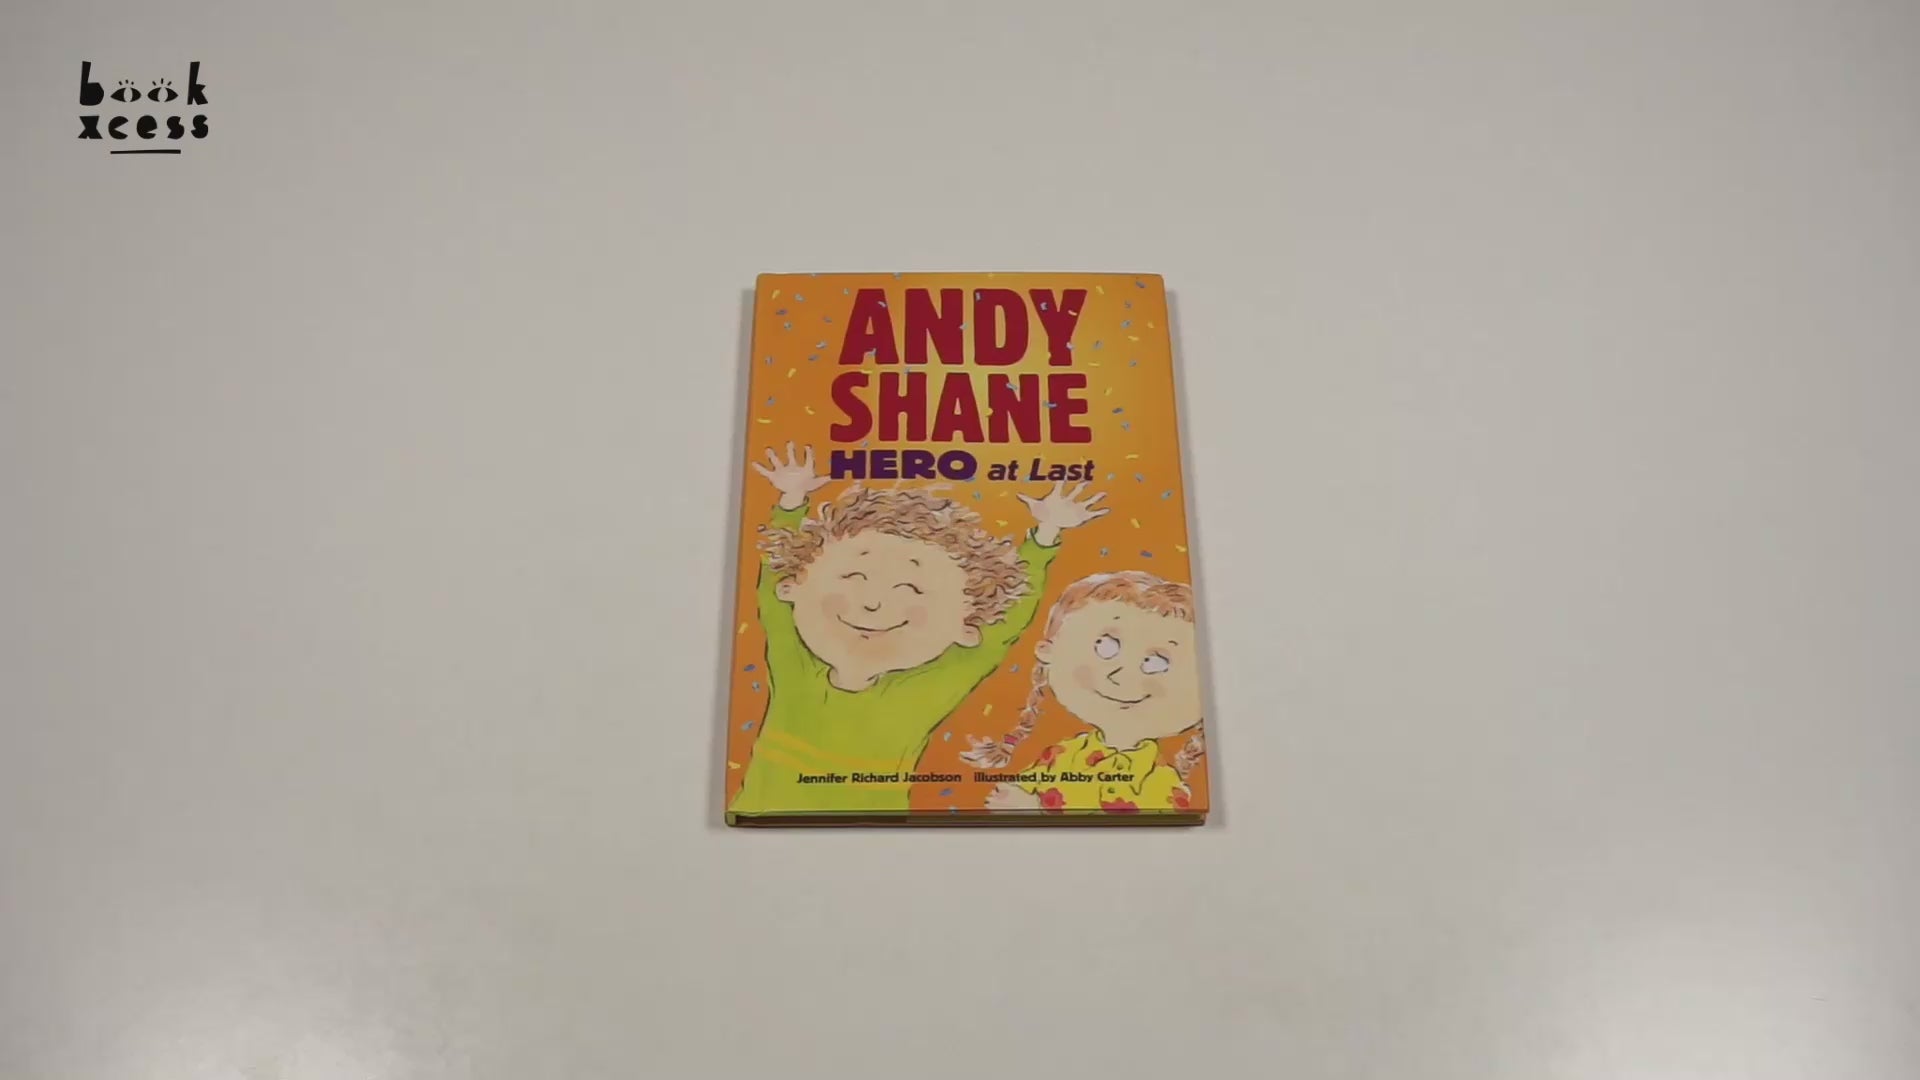 book
xcess
ANDY
SHANE
HERO at Last
Jennifer Richard Jacobson illustrated by Abby Carter